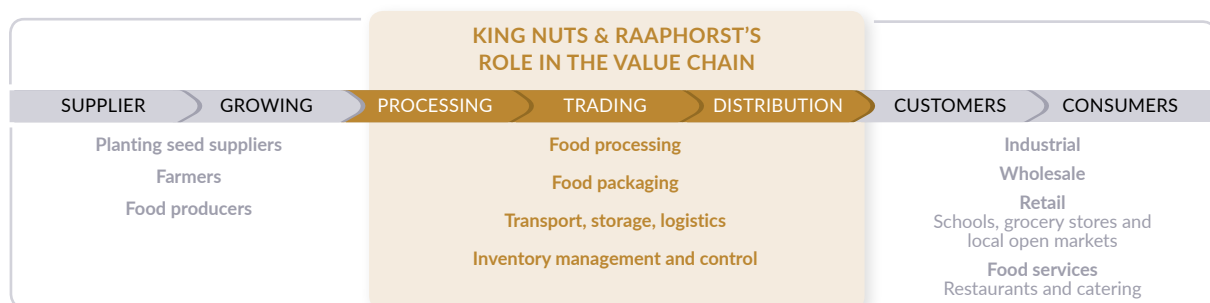 KING NUTS & RAAPHORST’S
ROLE IN THE VALUE CHAIN
SUPPLIER
GROWING
PROCESSING
TRADING
DISTRIBUTION
CUSTOMERS
CONSUMERS
Planting seed suppliers
Farmers
Food producers
Food processing
Food packaging
Transport, storage, logistics
Inventory management and control
Industrial
Wholesale
Retail
Schools, grocery stores and
local open markets
Food services
Restaurants and catering